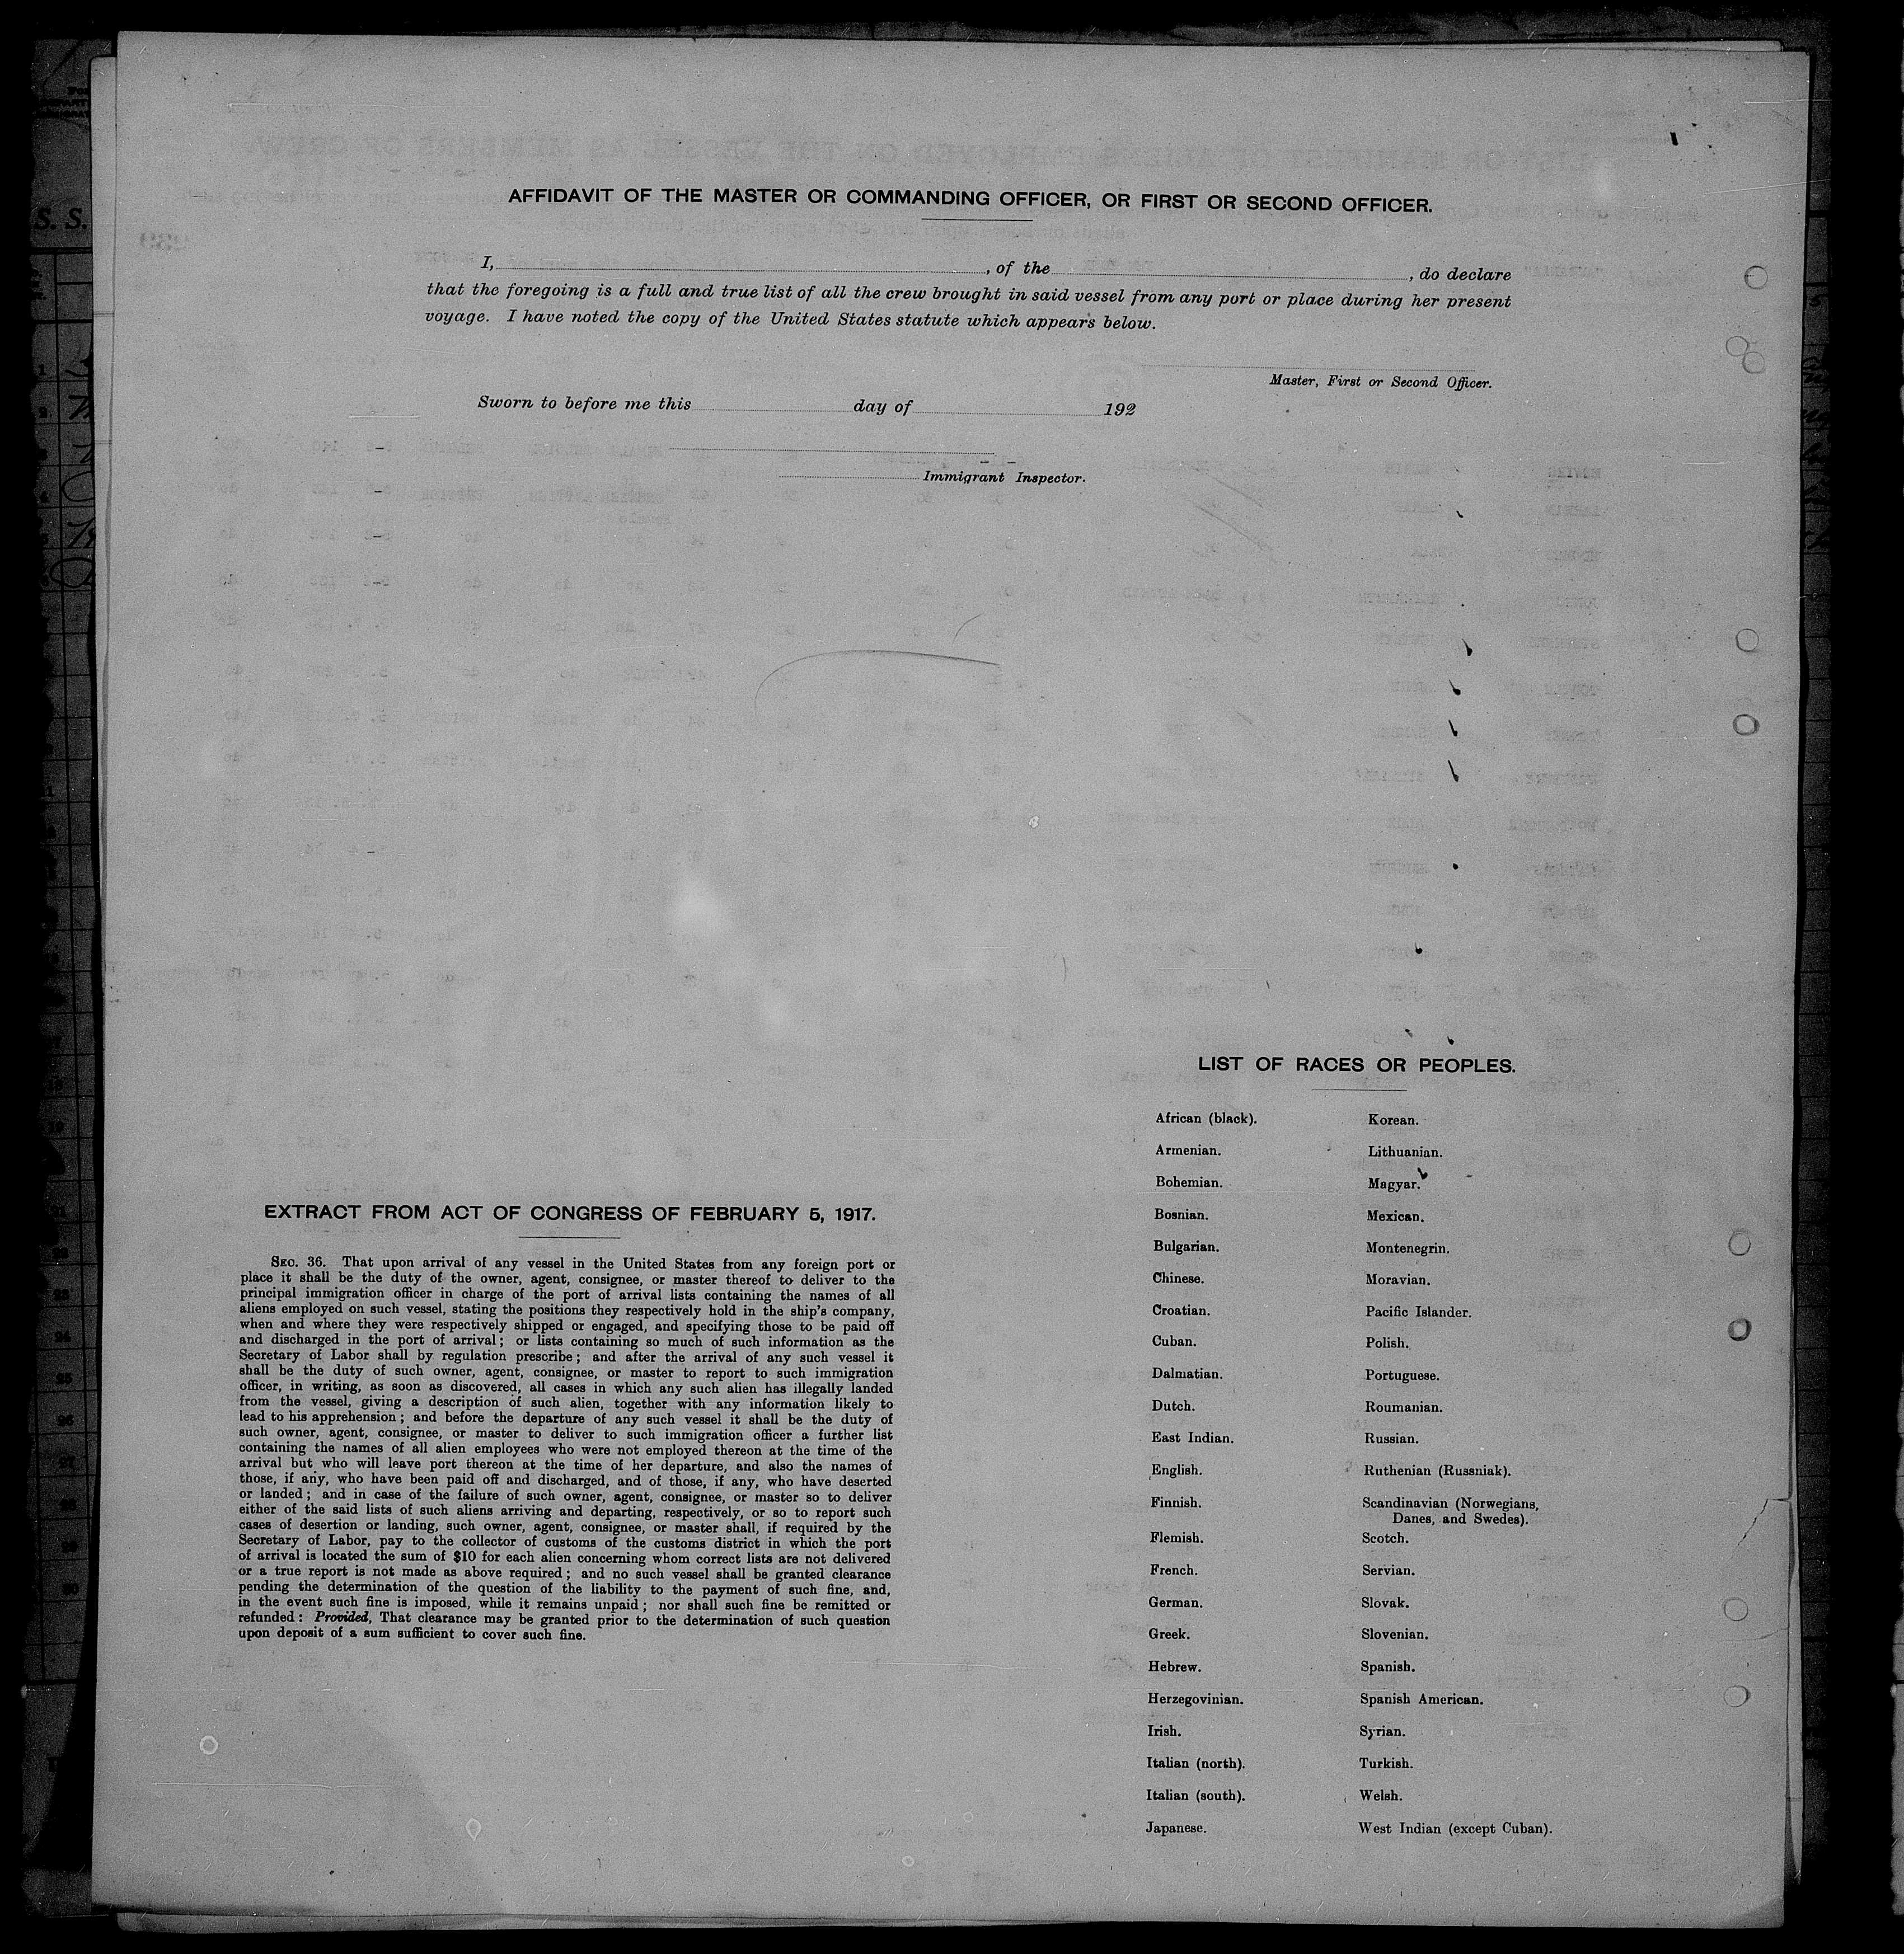 AFFIDAVIT OF THE MASTER OR COMMANDING OFFICER, OR FIRST OR SECOND OFFICER.
I, , of the , do declare
that the foregoing is a full and true list of all the crew brought in said vessel from any port or place during her present
voyage. I have noted the copy of the United States statute which appears below.
Master, First or Second Officer.
Sworn to before me this day of 192
Immigrant Inspector.
EXTRACT FROM ACT OF CONGRESS OF FEBRUARY 5, 1917.
SEC. 36. That upon arrival of any vessel in the United States from any foreign port or
place it shall be the duty of the owner, agent, consignee, or master thereof to deliver to the
principal immigration officer in charge of the port of arrival lists containing the names of all
aliens employed on such vessel, stating the positions they respectively hold in the ship's company,
when and where they were respectively shipped or engaged, and specifying those to be paid off
and discharged in the port of arrival; or lists containing so much of such information as the
Secretary of Labor shall by regulation prescribe; and after the arrival of any such vessel it
shall be the duty of such owner, agent, consignee, or master to report to such immigration
officer, in writing, as soon as discovered, all cases in which any such alien has illegally landed
from the vessel, giving a description of such alien, together with any information likely to
lead to his apprehension; and before the departure of any such vessel it shall be the duty of
such owner, agent, consignee, or master to deliver to such immigration officer a further list
containing the names of all alien employees who were not employed thereon at the time of the
arrival but who will leave port thereon at the time of her departure, and also the names of
those, if any, who have been paid off and discharged, and of those, if any, who have deserted
or landed; and in case of the failure of such owner, agent, consignee, or master so to deliver
either of the said lists of such aliens arriving and departing, respectively, or so to report such
cases of desertion or landing, such owner, agent, consignee, or master shall, if required by the
Secretary of Labor, pay to the collector of customs of the customs district in which the port
of arrival is located the sum of $10 for each alien concerning whom correct lists are not delivered
or a true report is not made as above required; and no such vessel shall be granted clearance
pending the determination of the question of the liability to the payment of such fine, and,
in the event such fine is imposed, while it remains unpaid; nor shall such fine be remitted or
refunded: Provided, That clearance may be granted prior to the determination of such question
upon deposit of a sum sufficient to cover such fine.
LIST OF RACES OR PEOPLES.
African (black).
Armenian.
Bohemian.
Bosnian.
Bulgarian.
Chinese.
Croatian.
Cuban.
Dalmatian.
Dutch.
East Indian.
English.
Finnish.
Flemish.
French.
German.
Greek.
Hebrew.
Herzegovinian.
Irish.
Italian (north).
Italian (south).
Japanese.
Korean.
Lithuanian.
Magyar.
Mexican.
Montenegrin.
Moravian.
Pacific Islander.
Polish.
Portuguese.
Roumanian.
Russian.
Ruthenian (Russniak).
Scandinavian (Norwegians,
Danes, and Swedes).
Scotch.
Servian.
Slovak.
Slovenian.
Spanish.
Spanish American.
Syrian.
Turkish.
Welsh.
West Indian (except Cuban).